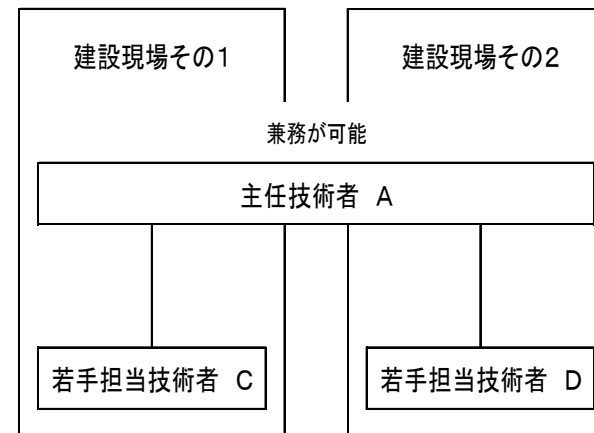 建設現場その1
建設現場その2
兼務が可能
主任技術者 A
若手担当技術者 C
若手担当技術者 D